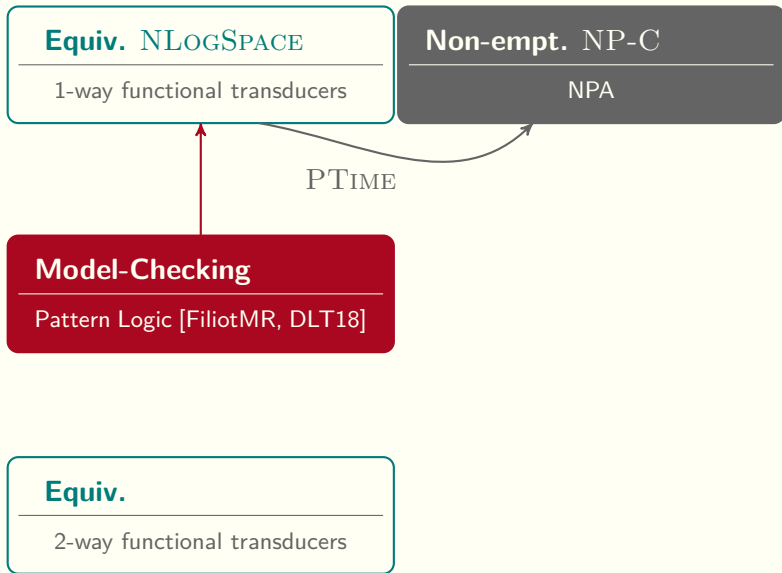 Equiv. NLogSpace
1-way functional transducers
Non-empt. NP-C
NPA
PTime
Model-Checking
Pattern Logic [FiliotMR, DLT18]
Equiv.
2-way functional transducers